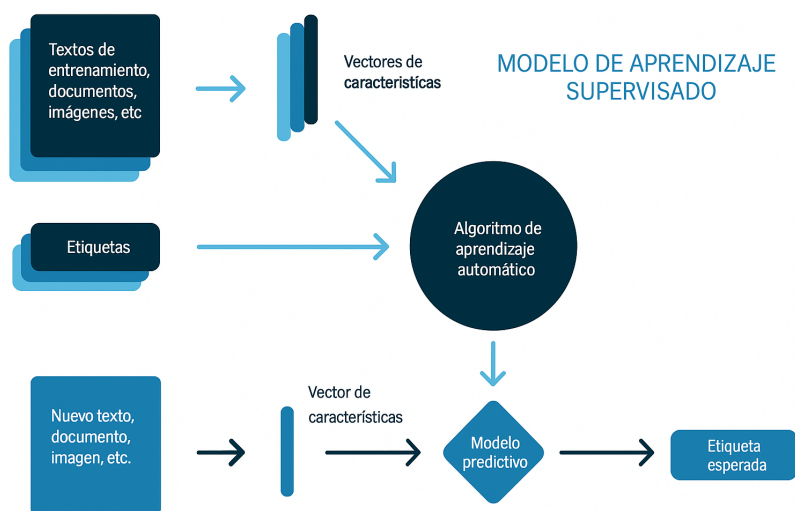 Textos de
entrenamiento,
documentos,
imágenes, etc
Vectores de
caracteristícas
MODELO DE APRENDIZAJE
SUPERVISADO
Etiquetas
Algoritmo de
aprendizaje
automático
Nuevo texto,
documento,
imagen, etc.
Vector de
características
Modelo
predictivo
Etiqueta
esperada